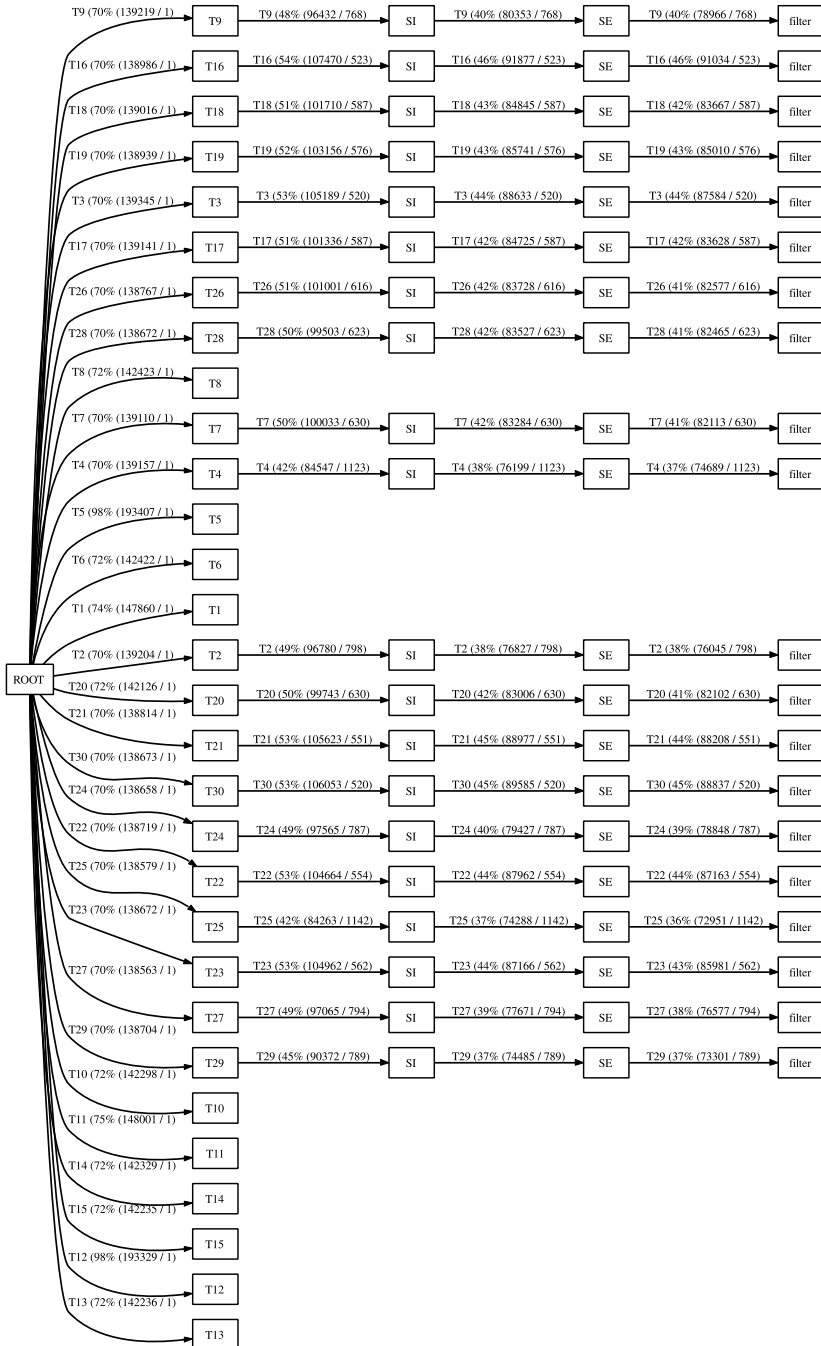 T9 (70% (139219 / 1) T9 T9 (48% (96432 / 768) SI T9 (40% (80353 / 768) SE T9 (40% (78966 / 768) filter
T16 (70% (138986 / 1) T16 T16 (54% (107470 / 523) SI T16 (46% (91877 / 523) SE T16 (46% (91034 / 523) filter
T18 (70% (139016 / 1) T18 T18 (51% (101710 / 587) SI T18 (43% (84845 / 587) SE T18 (42% (83667 / 587) filter
T19 (70% (138939 / 1) T19 T19 (52% (103156 / 576) SI T19 (43% (85741 / 576) SE T19 (43% (85010 / 576) filter
T3 (70% (139345 / 1) T3 T3 (53% (105189 / 520) SI T3 (44% (88633 / 520) SE T3 (44% (87584 / 520) filter
T17 (70% (139141 / 1) T17 T17 (51% (101336 / 587) SI T17 (42% (84725 / 587) SE T17 (42% (83628 / 587) filter
T26 (70% (138767 / 1) T26 T26 (51% (101001 / 616) SI T26 (42% (83728 / 616) SE T26 (41% (82577 / 616) filter
T28 (70% (138672 / 1) T28 T28 (50% (99503 / 623) SI T28 (42% (83527 / 623) SE T28 (41% (82465 / 623) filter
T8 (72% (142423 / 1) T8
T7 (70% (139110 / 1) T7 T7 (50% (100033 / 630) SI T7 (42% (83284 / 630) SE T7 (41% (82113 / 630) filter
T4 (70% (139157 / 1) T4 T4 (42% (84547 / 1123) SI T4 (38% (76199 / 1123) SE T4 (37% (74689 / 1123) filter
T5 (98% (193407 / 1) T5
T6 (72% (142422 / 1) T6
T1 (74% (147860 / 1) T1
ROOT T2 (70% (139204 / 1) T2 T2 (49% (96780 / 798) SI T2 (38% (76827 / 798) SE T2 (38% (76045 / 798) filter
T20 (72% (142126 / 1) T20 T20 (50% (99743 / 630) SI T20 (42% (83006 / 630) SE T20 (41% (82102 / 630) filter
T21 (70% (138814 / 1) T21 T21 (53% (105623 / 551) SI T21 (45% (88977 / 551) SE T21 (44% (88208 / 551) filter
T30 (70% (138673 / 1) T30 T30 (53% (106053 / 520) SI T30 (45% (89585 / 520) SE T30 (45% (88837 / 520) filter
T24 (70% (138658 / 1) T24 T24 (49% (97565 / 787) SI T24 (40% (79427 / 787) SE T24 (39% (78848 / 787) filter
T22 (70% (138719 / 1) T22 T22 (53% (104664 / 554) SI T22 (44% (87962 / 554) SE T22 (44% (87163 / 554) filter
T25 (70% (138579 / 1) T25 T25 (42% (84263 / 1142) SI T25 (37% (74288 / 1142) SE T25 (36% (72951 / 1142) filter
T23 (70% (138672 / 1) T23 T23 (53% (104962 / 562) SI T23 (44% (87166 / 562) SE T23 (43% (85981 / 562) filter
T27 (70% (138563 / 1) T27 T27 (49% (97065 / 794) SI T27 (39% (77671 / 794) SE T27 (38% (76577 / 794) filter
T29 (70% (138704 / 1) T29 T29 (45% (90372 / 789) SI T29 (37% (74485 / 789) SE T29 (37% (73301 / 789) filter
T10 (72% (142298 / 1) T10
T11 (75% (148001 / 1) T11
T14 (72% (142329 / 1) T14
T15 (72% (142235 / 1) T15
T12 (98% (193329 / 1) T12
T13 (72% (142236 / 1) T13